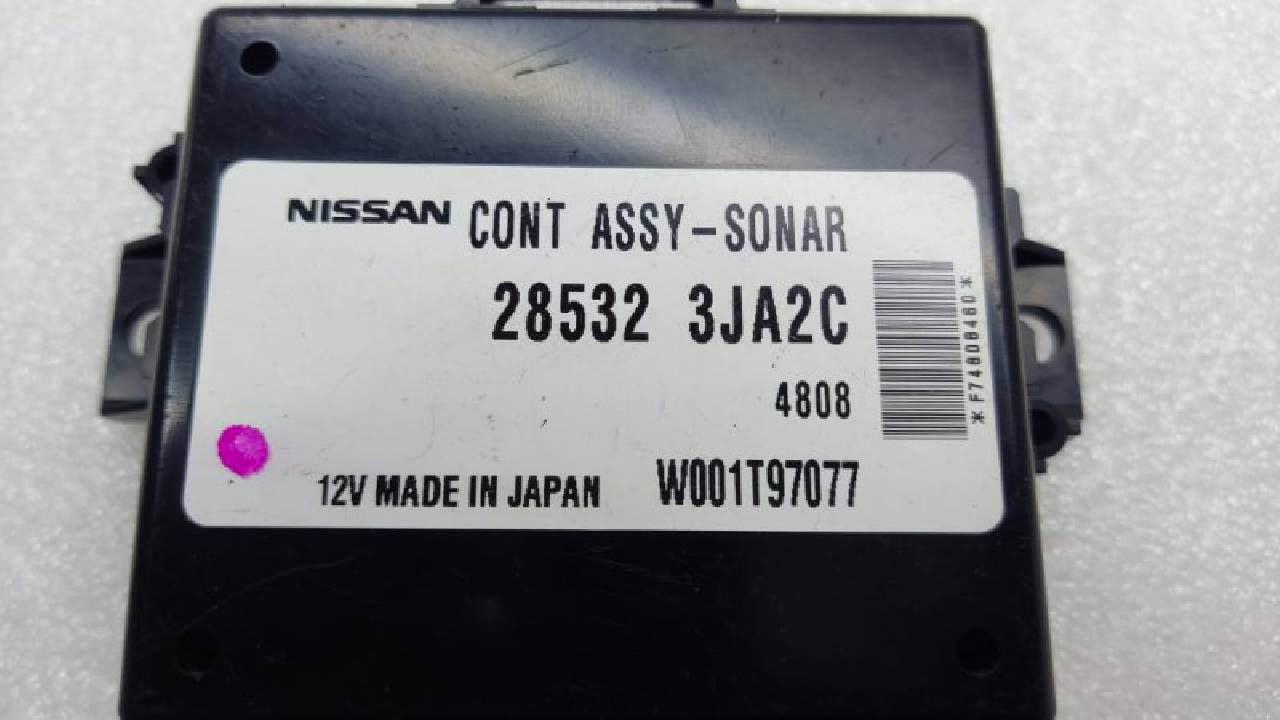 NISSAN CONT ASSY-SONAR
28532 3JA2C
4808
12V MADE IN JAPAN W001T97077
*F74808460*